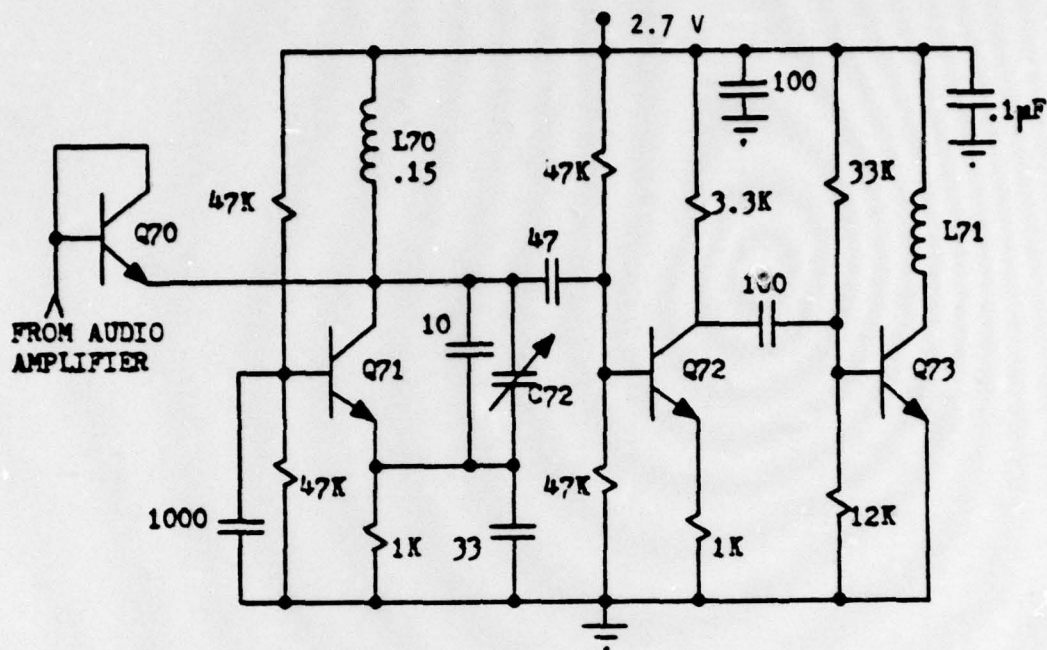 2.7 V
100
.1µF
L70
.15
47K
47K
33K
3.3K
L71
Q70
47
100
FROM AUDIO
AMPLIFIER
10
Q71
C72
Q72
Q73
47K
47K
1000
1K
33
1K
12K